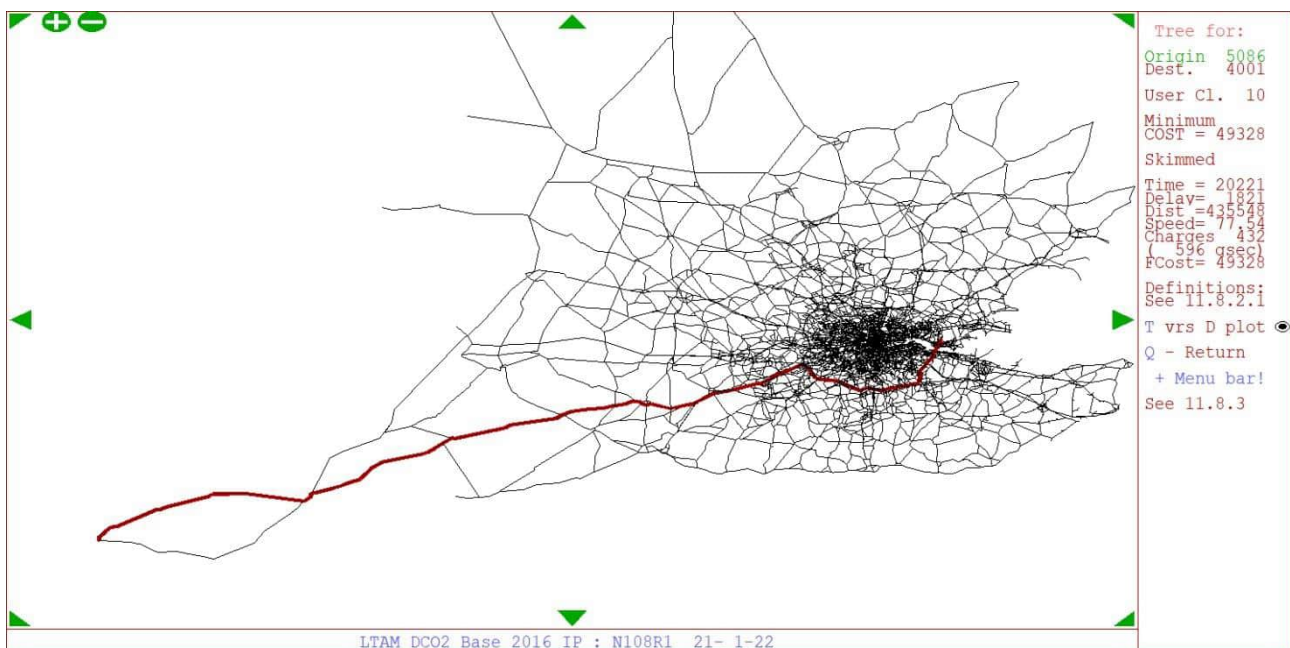 Tree for:
Origin 5086
Dest. 4001
User Cl. 10
Minimum
COST = 49328
Skimmed
Time = 20221
Delay= 1821
Dist =435548
Speed= 77.54
Charges 432
( 596 gsec)
FCost= 49328
Definitions:
See 11.8.2.1
T vrs D plot
Q - Return
+ Menu bar!
See 11.8.3
LTAM DCO2 Base 2016 IP : N108R1 21- 1-22